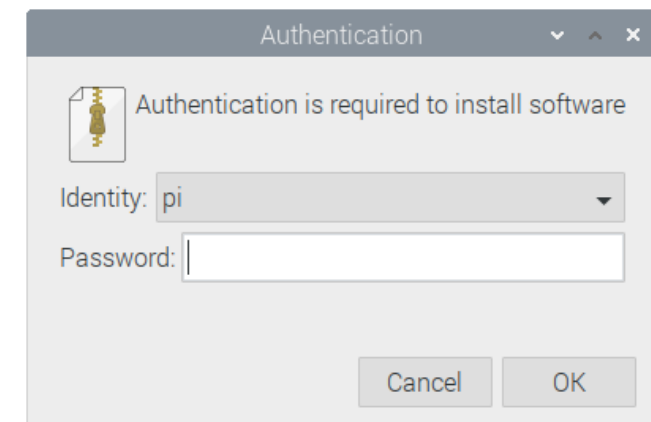 Authentication
Authentication is required to install software
Identity: pi
Password:
Cancel OK